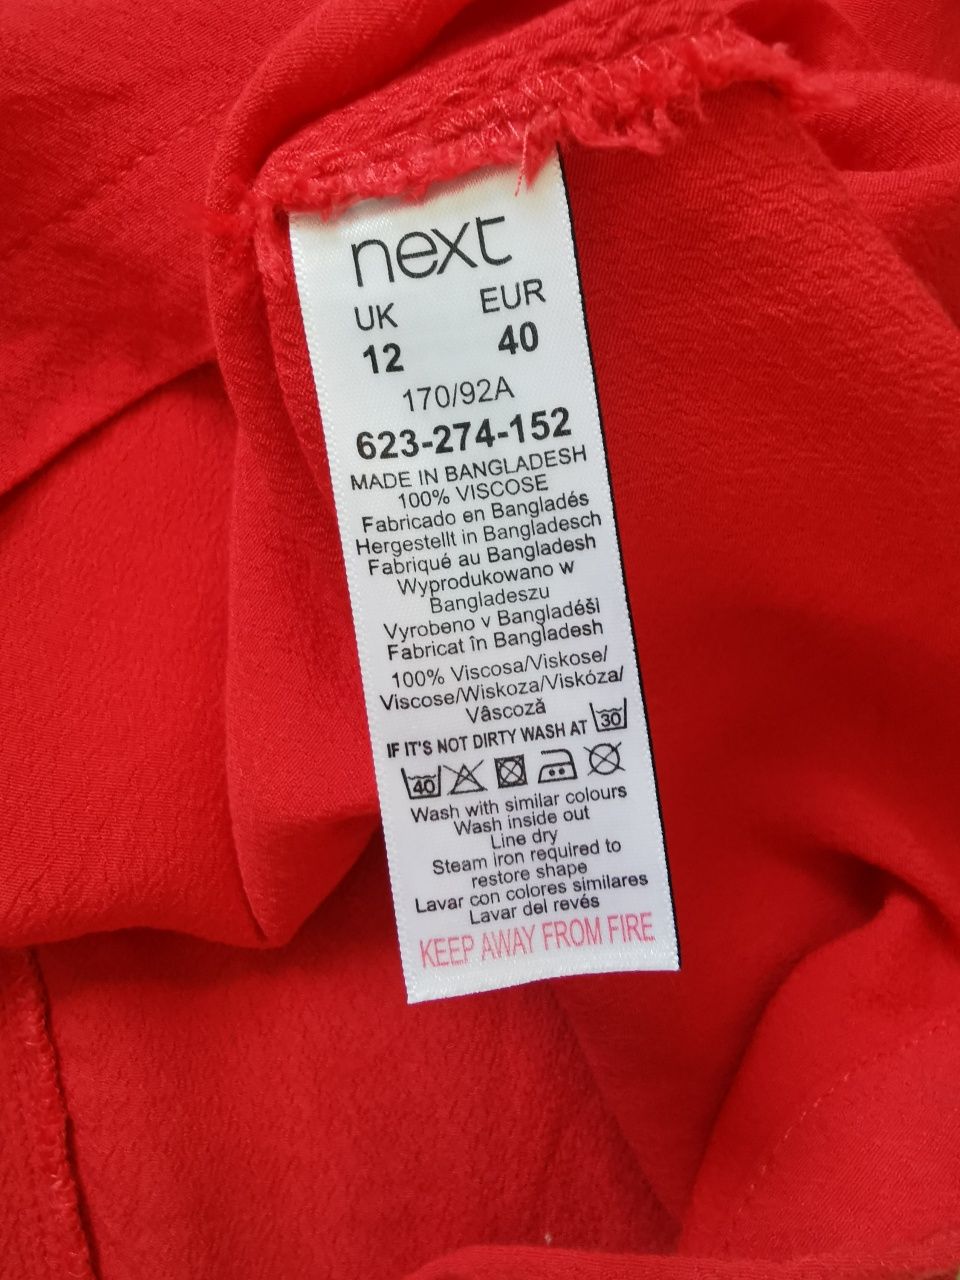 next
UK EUR
12 40
170/92A
623-274-152
MADE IN BANGLADESH
100% VISCOSE
Fabricado en Bangladés
Hergestellt in Bangladesch
Fabriqué au Bangladesh
Wyprodukowano w
Bangladeszu
Vyrobeno v Bangladéši
Fabricat în Bangladesh
100% Viscosa/Viskose/
Viscose/Wiskoza/Viskóza/
Vâscoză
IF IT'S NOT DIRTY WASH AT 30
40
Wash with similar colours
Wash inside out
Line dry
Steam iron required to
restore shape
Lavar con colores similares
Lavar del revés
KEEP AWAY FROM FIRE